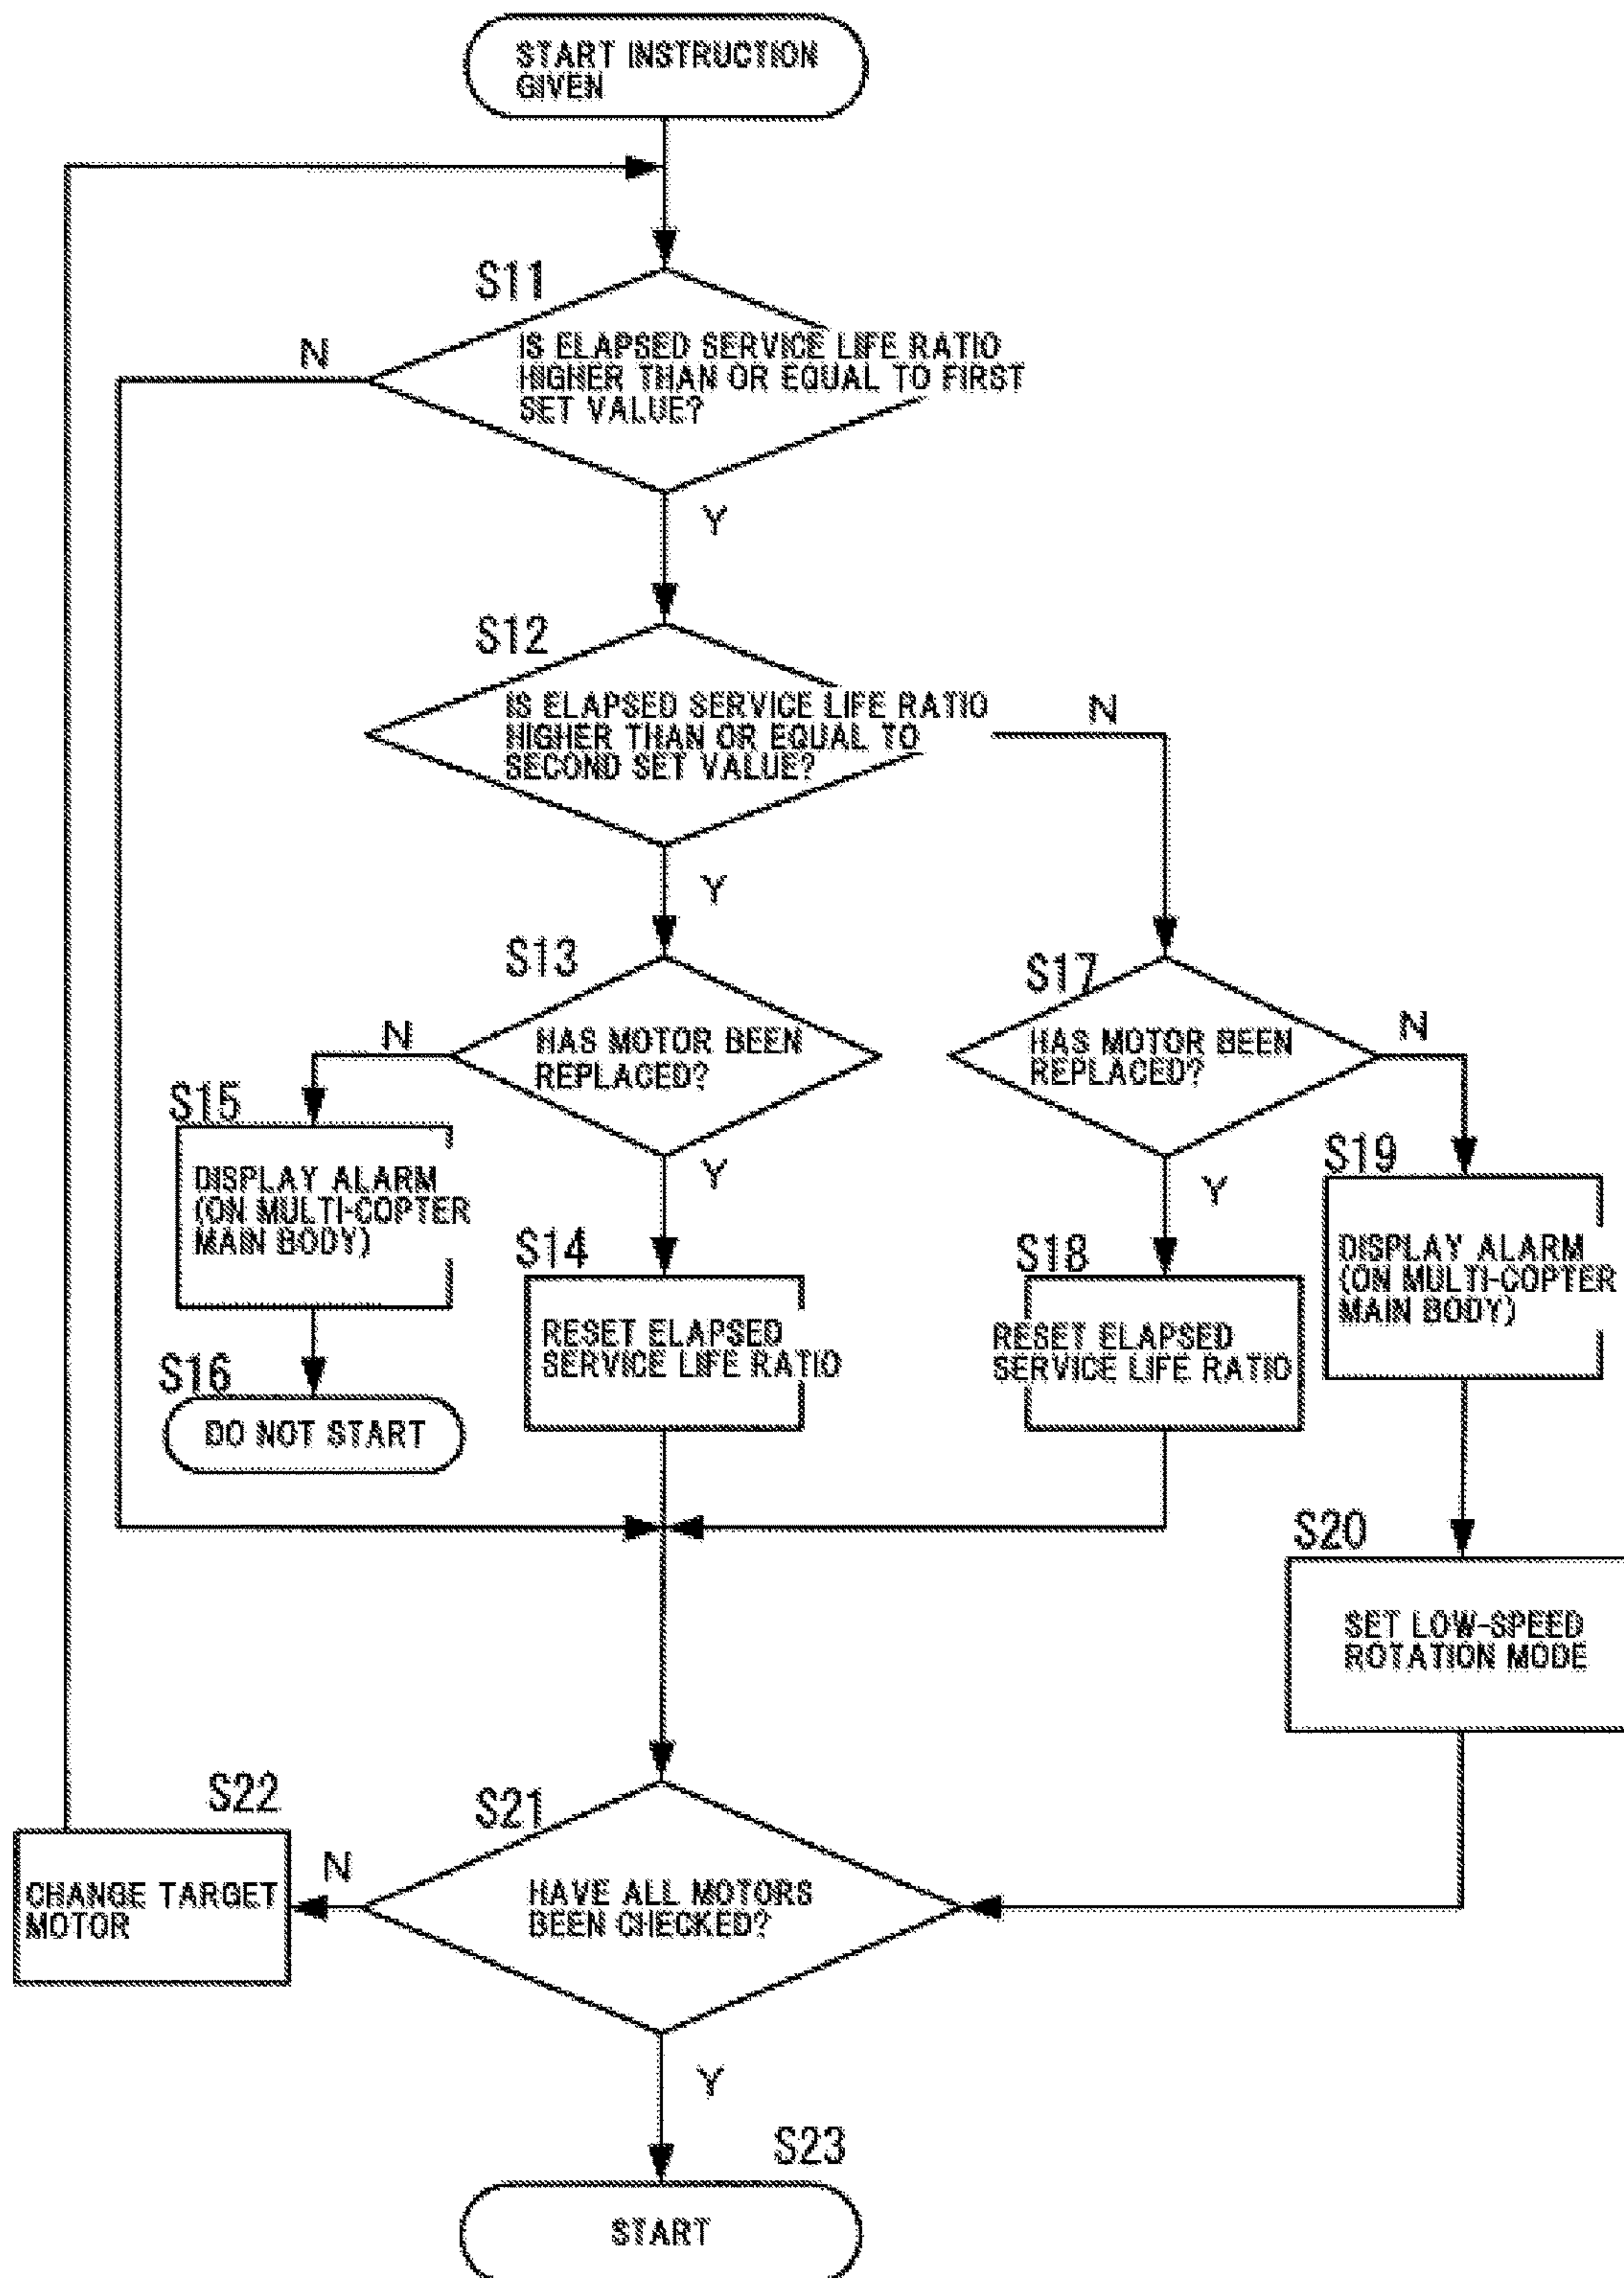 START INSTRUCTION
GIVEN
S11
N
IS ELAPSED SERVICE LIFE RATIO
HIGHER THAN OR EQUAL TO FIRST
SET VALUE?
Y
S12
IS ELAPSED SERVICE LIFE RATIO
HIGHER THAN OR EQUAL TO
SECOND SET VALUE?
N
Y
S13
N
HAS MOTOR BEEN
REPLACED?
Y
S17
HAS MOTOR BEEN
REPLACED?
N
Y
S15
DISPLAY ALARM
(ON MULTI-COPTER
MAIN BODY)
S14
RESET ELAPSED
SERVICE LIFE RATIO
S18
RESET ELAPSED
SERVICE LIFE RATIO
S19
DISPLAY ALARM
(ON MULTI-COPTER
MAIN BODY)
S16
DO NOT START
S20
SET LOW-SPEED
ROTATION MODE
S22
CHANGE TARGET
MOTOR
N
S21
HAVE ALL MOTORS
BEEN CHECKED?
Y
S23
START